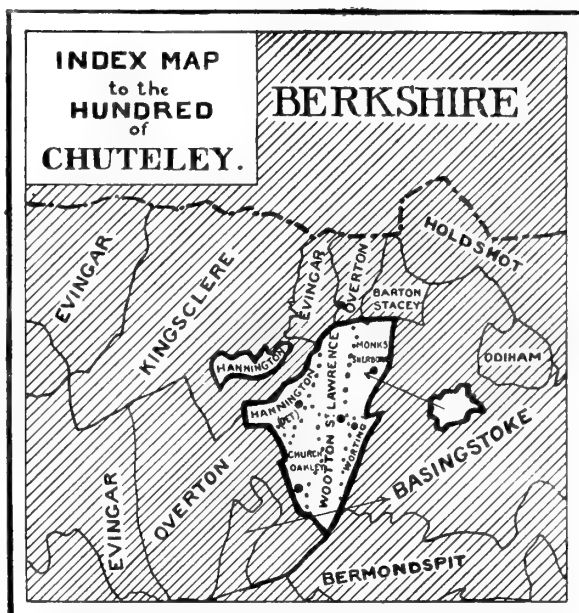 INDEX MAP
to the
HUNDRED
of
CHUTELEY.
BERKSHIRE
HOLDSHOT
EVINGAR
KINGSCLERE
EVINGAR
OVERTON
BARTON
STACEY
ODIHAM
HANNINGTON
MONKS
SHERBORNE
HANNINGTON
(DET)
WOOTTON ST. LAWRENCE
WORTING
CHURCH
OAKLEY
BASINGSTOKE
OVERTON
EVINGAR
BERMONDSPIT